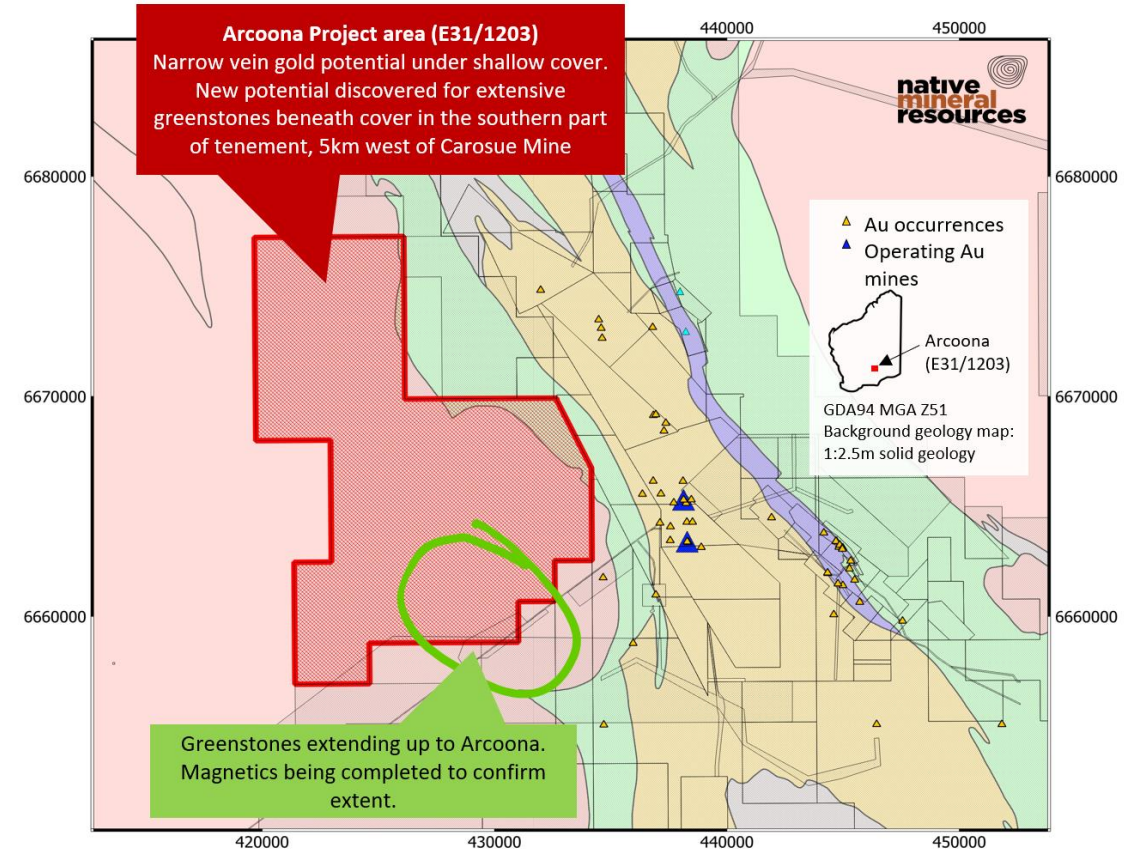 Arcoona Project area (E31/1203)
Narrow vein gold potential under shallow cover.
New potential discovered for extensive
greenstones beneath cover in the southern part
of tenement, 5km west of Carosue Mine
440000
450000
native
mineral
resources
6680000
6680000
Au occurrences
Operating Au
mines
Arcoona
(E31/1203)
GDA94 MGA Z51
Background geology map:
1:2.5m solid geology
6670000
6670000
6660000
6660000
Greenstones extending up to Arcoona.
Magnetics being completed to confirm
extent.
420000
430000
440000
450000